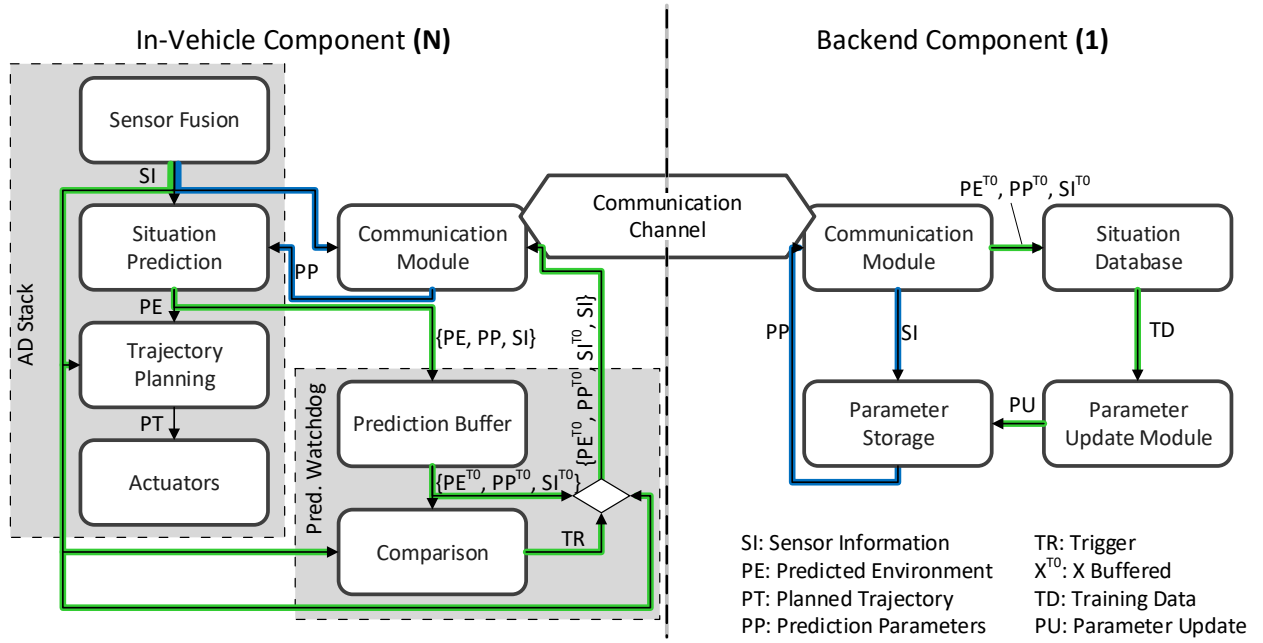 In-Vehicle Component (N)
Backend Component (1)
AD Stack
Sensor Fusion
SI
Situation
Prediction
PE
Trajectory
Planning
PT
Actuators
PP
Communication
Module
{PE, PP, SI}
Pred. Watchdog
Prediction Buffer
{PE^T0, PP^T0, SI^T0}
Comparison
TR
{PE^T0, PP^T0, SI^T0, SI}
Communication
Channel
Communication
Module
PE^T0, PP^T0, SI^T0
Situation
Database
PP
SI
TD
Parameter
Storage
PU
Parameter
Update Module
SI: Sensor Information
PE: Predicted Environment
PT: Planned Trajectory
PP: Prediction Parameters
TR: Trigger
X^T0: X Buffered
TD: Training Data
PU: Parameter Update